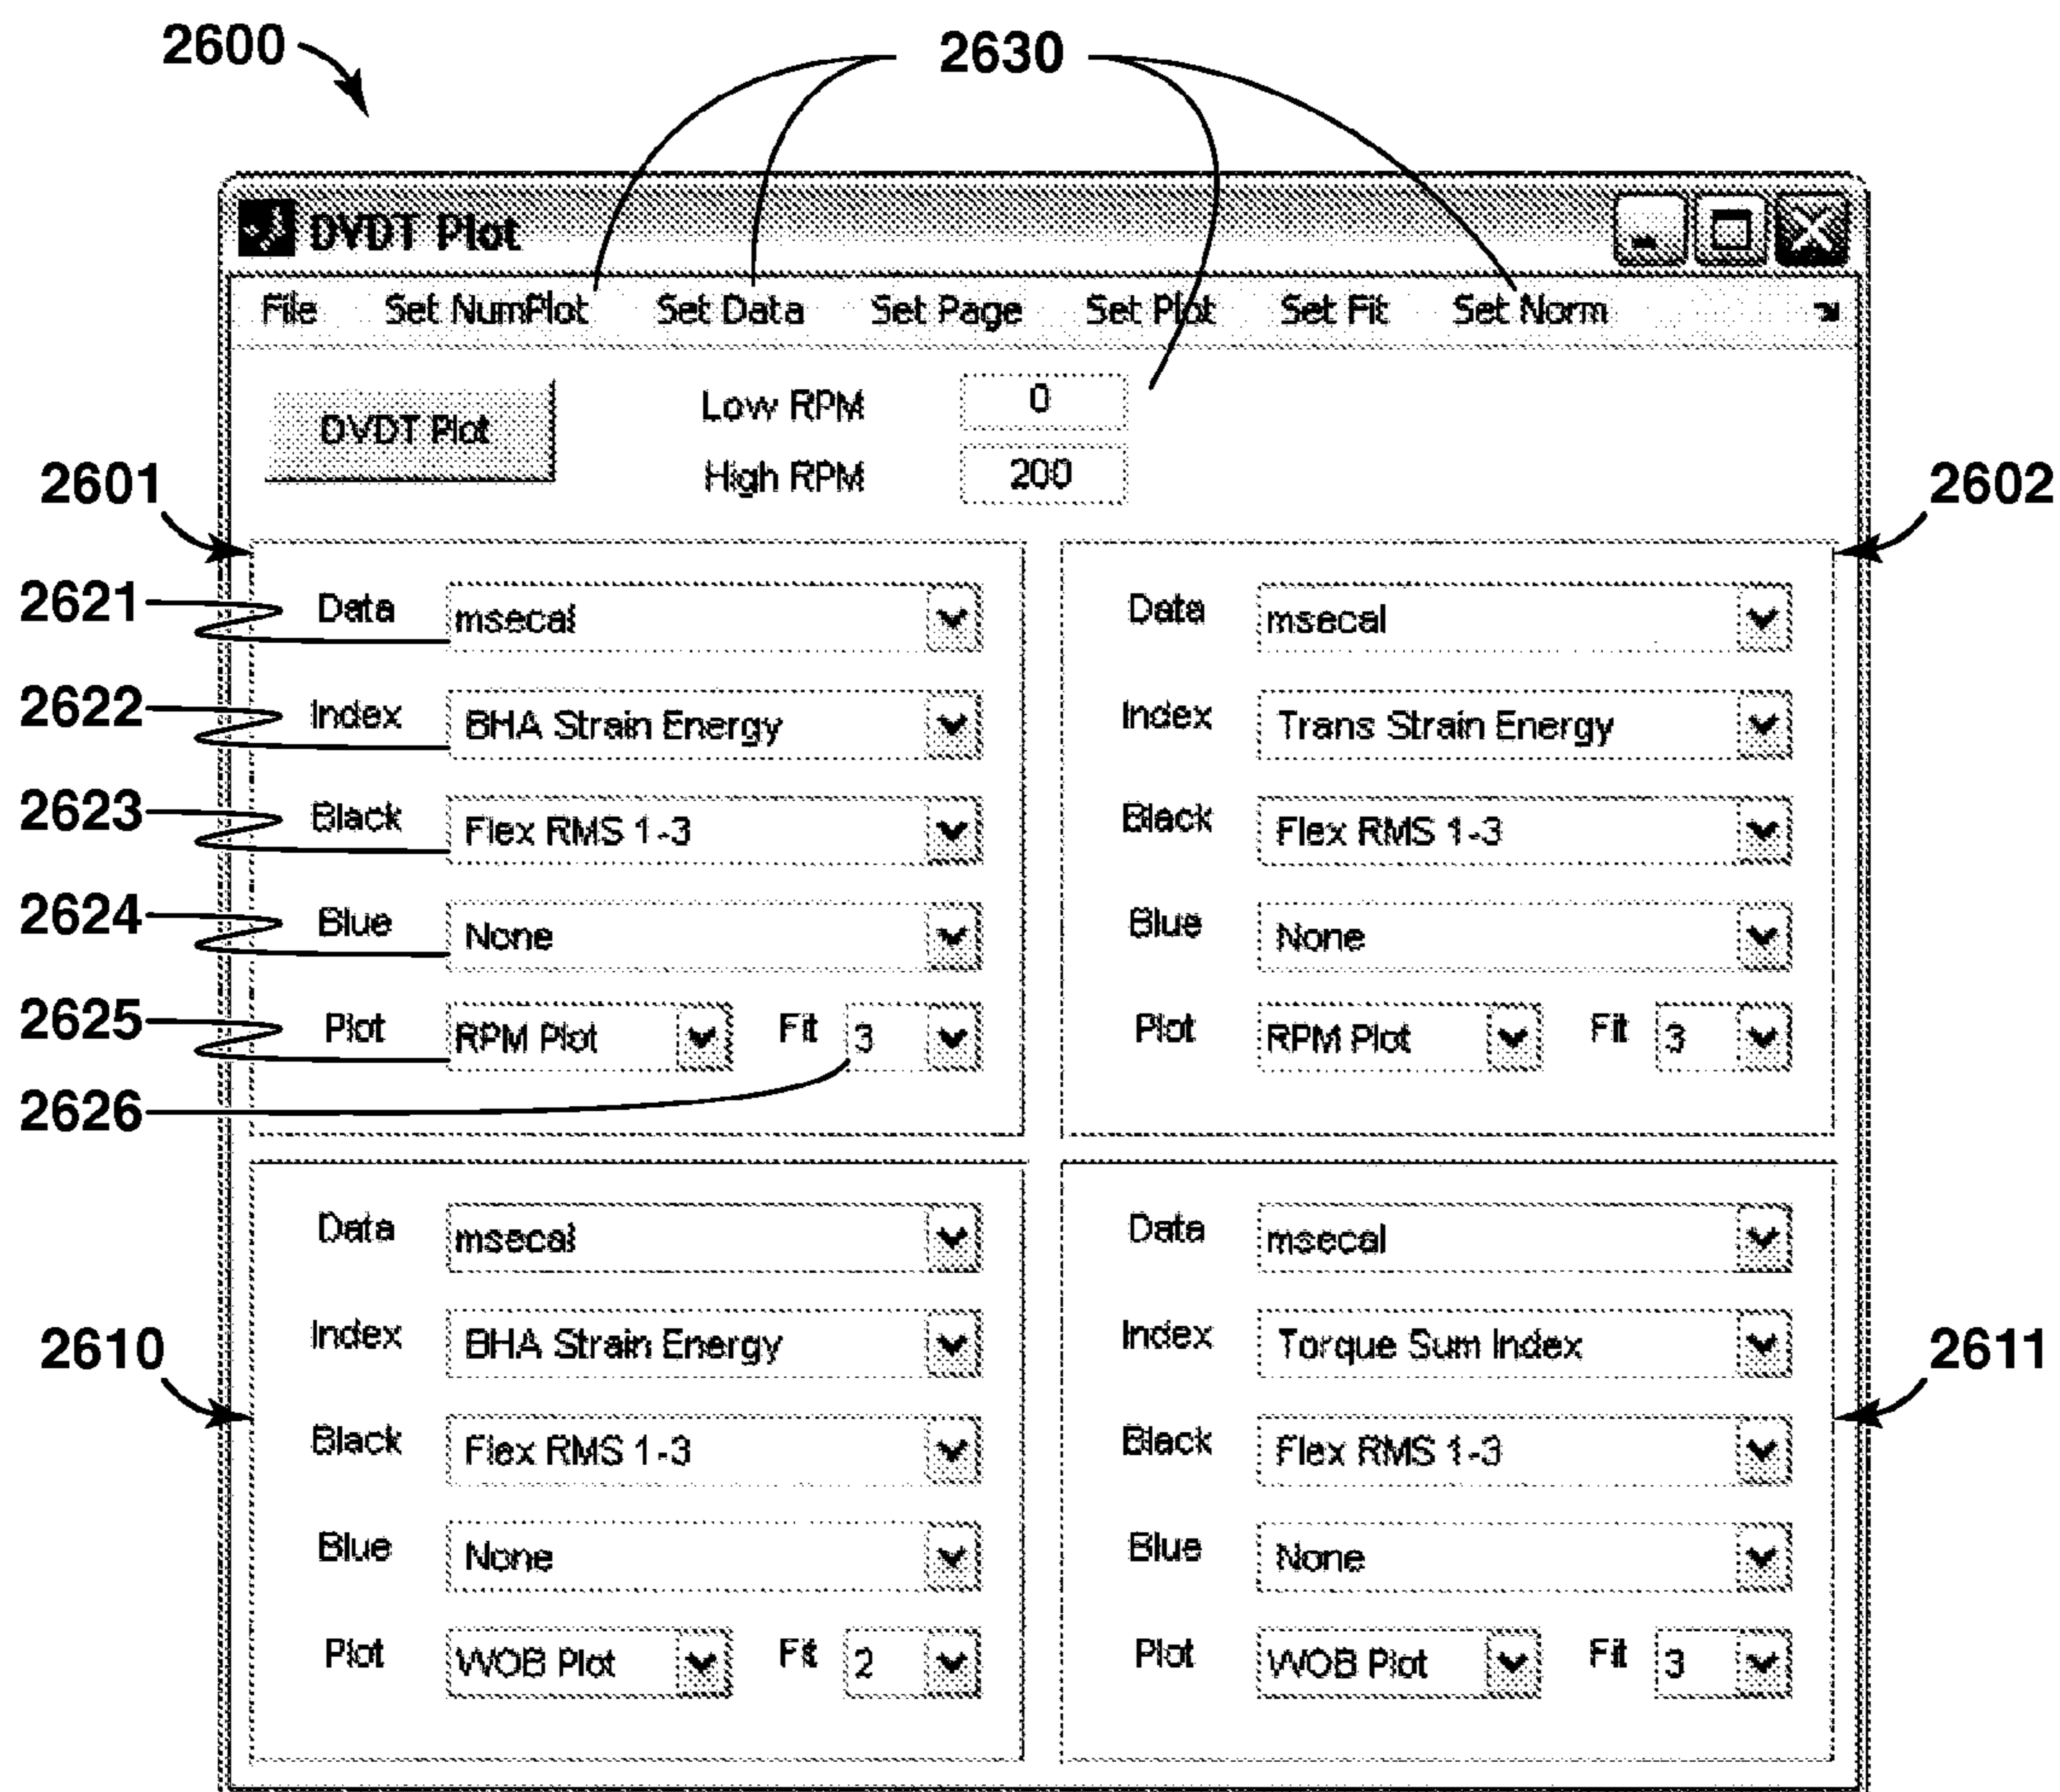 2600 2630
DVDT Plot
File Set NumPlot Set Data Set Page Set Plot Set Fit Set Norm
DVDT Plot Low RPM 0
High RPM 200
2601 2602
2621 Data msecal Data msecal
2622 Index BHA Strain Energy Index Trans Strain Energy
2623 Black Flex RMS 1-3 Black Flex RMS 1-3
2624 Blue None Blue None
2625 Plot RPM Plot Fit 3 Plot RPM Plot Fit 3
2626
Data msecal Data msecal
2610 Index BHA Strain Energy Index Torque Sum Index 2611
Black Flex RMS 1-3 Black Flex RMS 1-3
Blue None Blue None
Plot WOB Plot Fit 2 Plot WOB Plot Fit 3